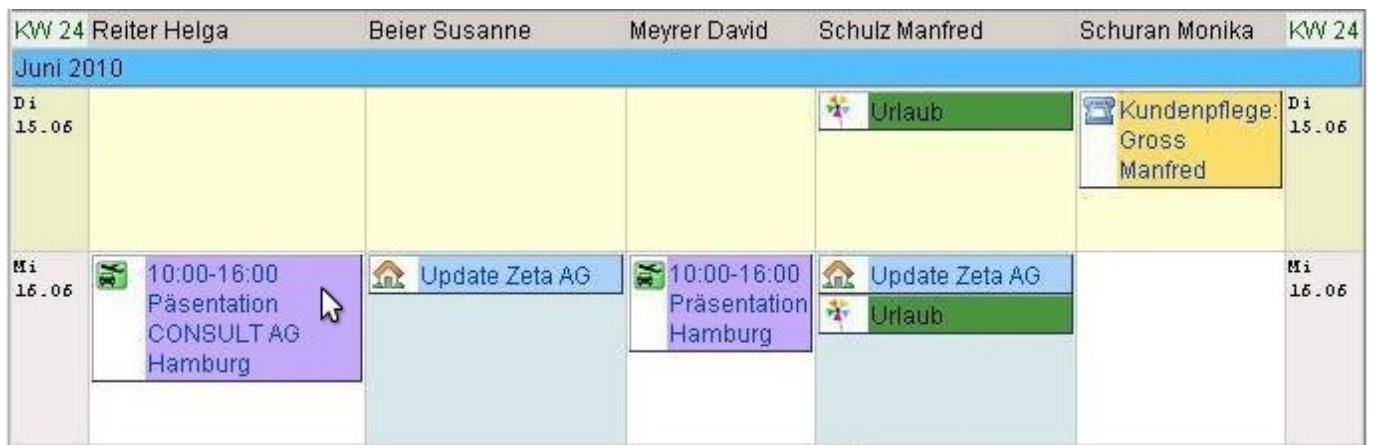 KW 24 Reiter Helga Beier Susanne Meyrer David Schulz Manfred Schuran Monika KW 24
Juni 2010
Di
15.06
Urlaub
Kundenpflege:
Gross
Manfred
Di
15.06
Mi
16.06
10:00-16:00
Päsentation
CONSULT AG
Hamburg
Update Zeta AG
10:00-16:00
Präsentation
Hamburg
Update Zeta AG
Urlaub
Mi
16.06